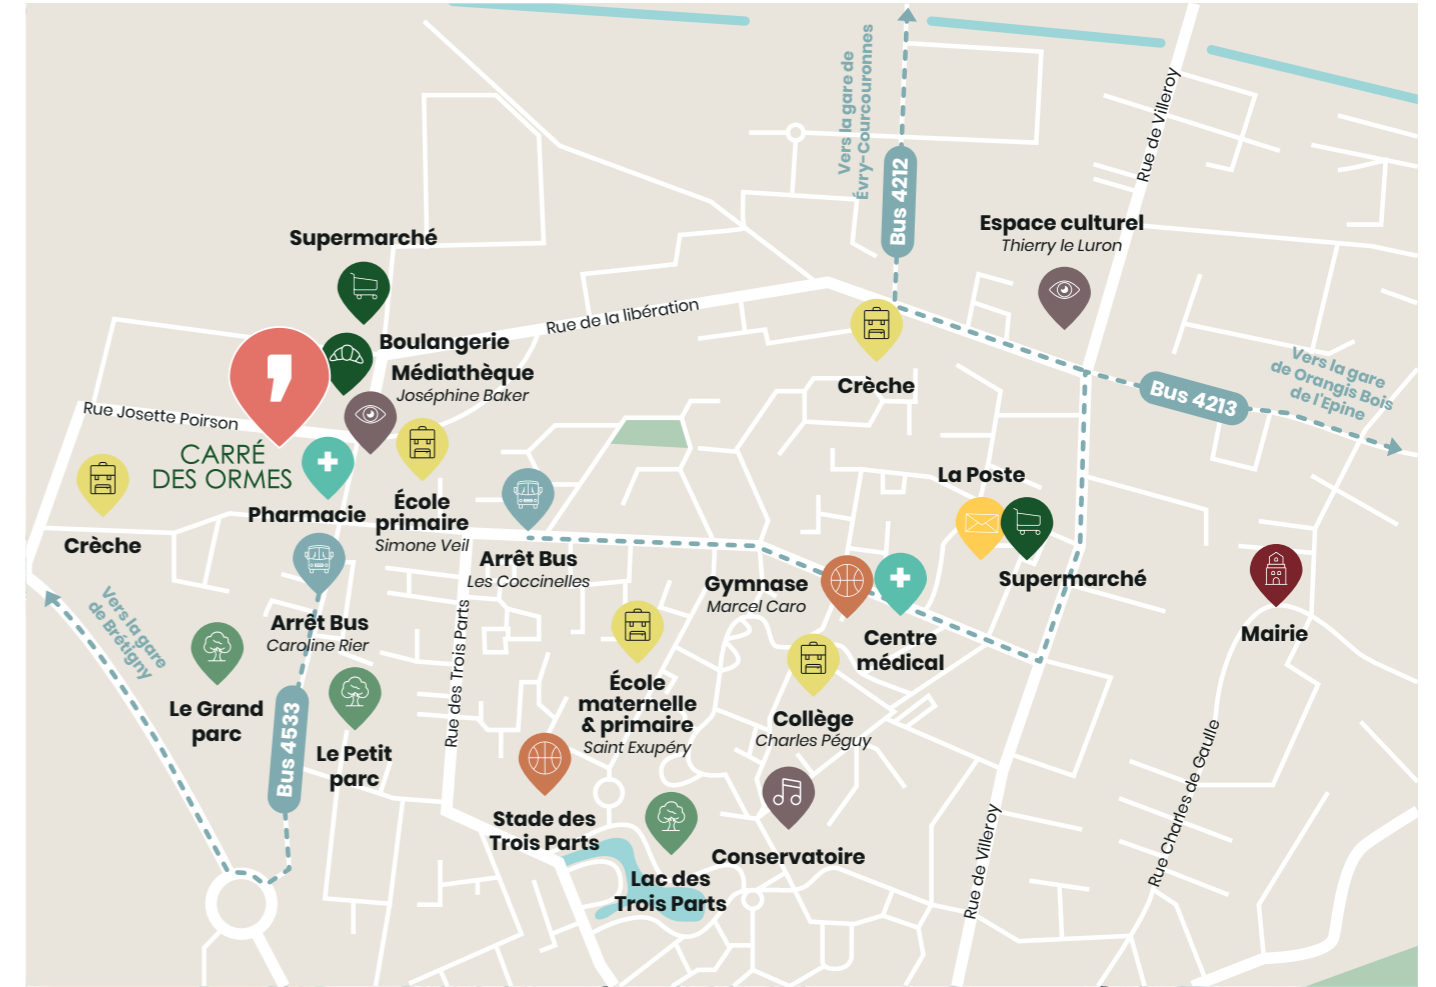 Vers la gare de
Évry-Courcouronnes
Bus 4212
Rue de Villeroy
Espace culturel
Thierry le Luron
Supermarché
Rue de la libération
Boulangerie
Médiathèque
Joséphine Baker
Crèche
Vers la gare
de Orangis Bois
de l'Epine
Bus 4213
Rue Josette Poirson
CARRÉ
DES ORMES
Pharmacie
École
primaire
Simone Veil
Crèche
Arrêt Bus
Les Coccinelles
La Poste
Supermarché
Gymnase
Marcel Caro
Centre
médical
Mairie
Vers la gare
de Brétigny
Arrêt Bus
Caroline Rier
Rue des Trois Parts
Le Grand
parc
Bus 4533
Le Petit
parc
École
maternelle
& primaire
Saint Exupéry
Collège
Charles Péguy
Stade des
Trois Parts
Conservatoire
Lac des
Trois Parts
Rue de Villeroy
Rue Charles de Gaulle